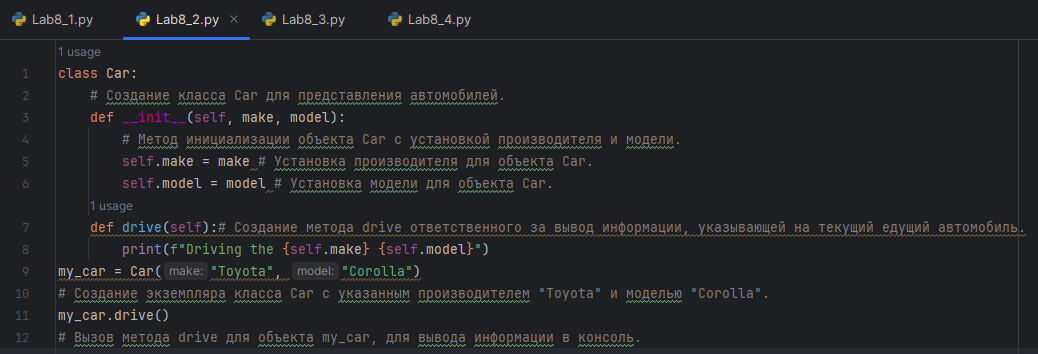 Lab8_1.py Lab8_2.py × Lab8_3.py Lab8_4.py
1 usage
1 class Car:
2 # Создание класса Car для представления автомобилей.
3 def __init__(self, make, model):
4 # Метод инициализации объекта Car с установкой производителя и модели.
5 self.make = make # Установка производителя для объекта Car.
6 self.model = model # Установка модели для объекта Car.
1 usage
7 def drive(self):# Создание метода drive ответственного за вывод информации, указывающей на текущий едущий автомобиль.
8 print(f"Driving the {self.make} {self.model}")
9 my_car = Car( make: "Toyota", model: "Corolla")
10 # Создание экземпляра класса Car с указанным производителем "Toyota" и моделью "Corolla".
11 my_car.drive()
12 # Вызов метода drive для объекта my_car, для вывода информации в консоль.